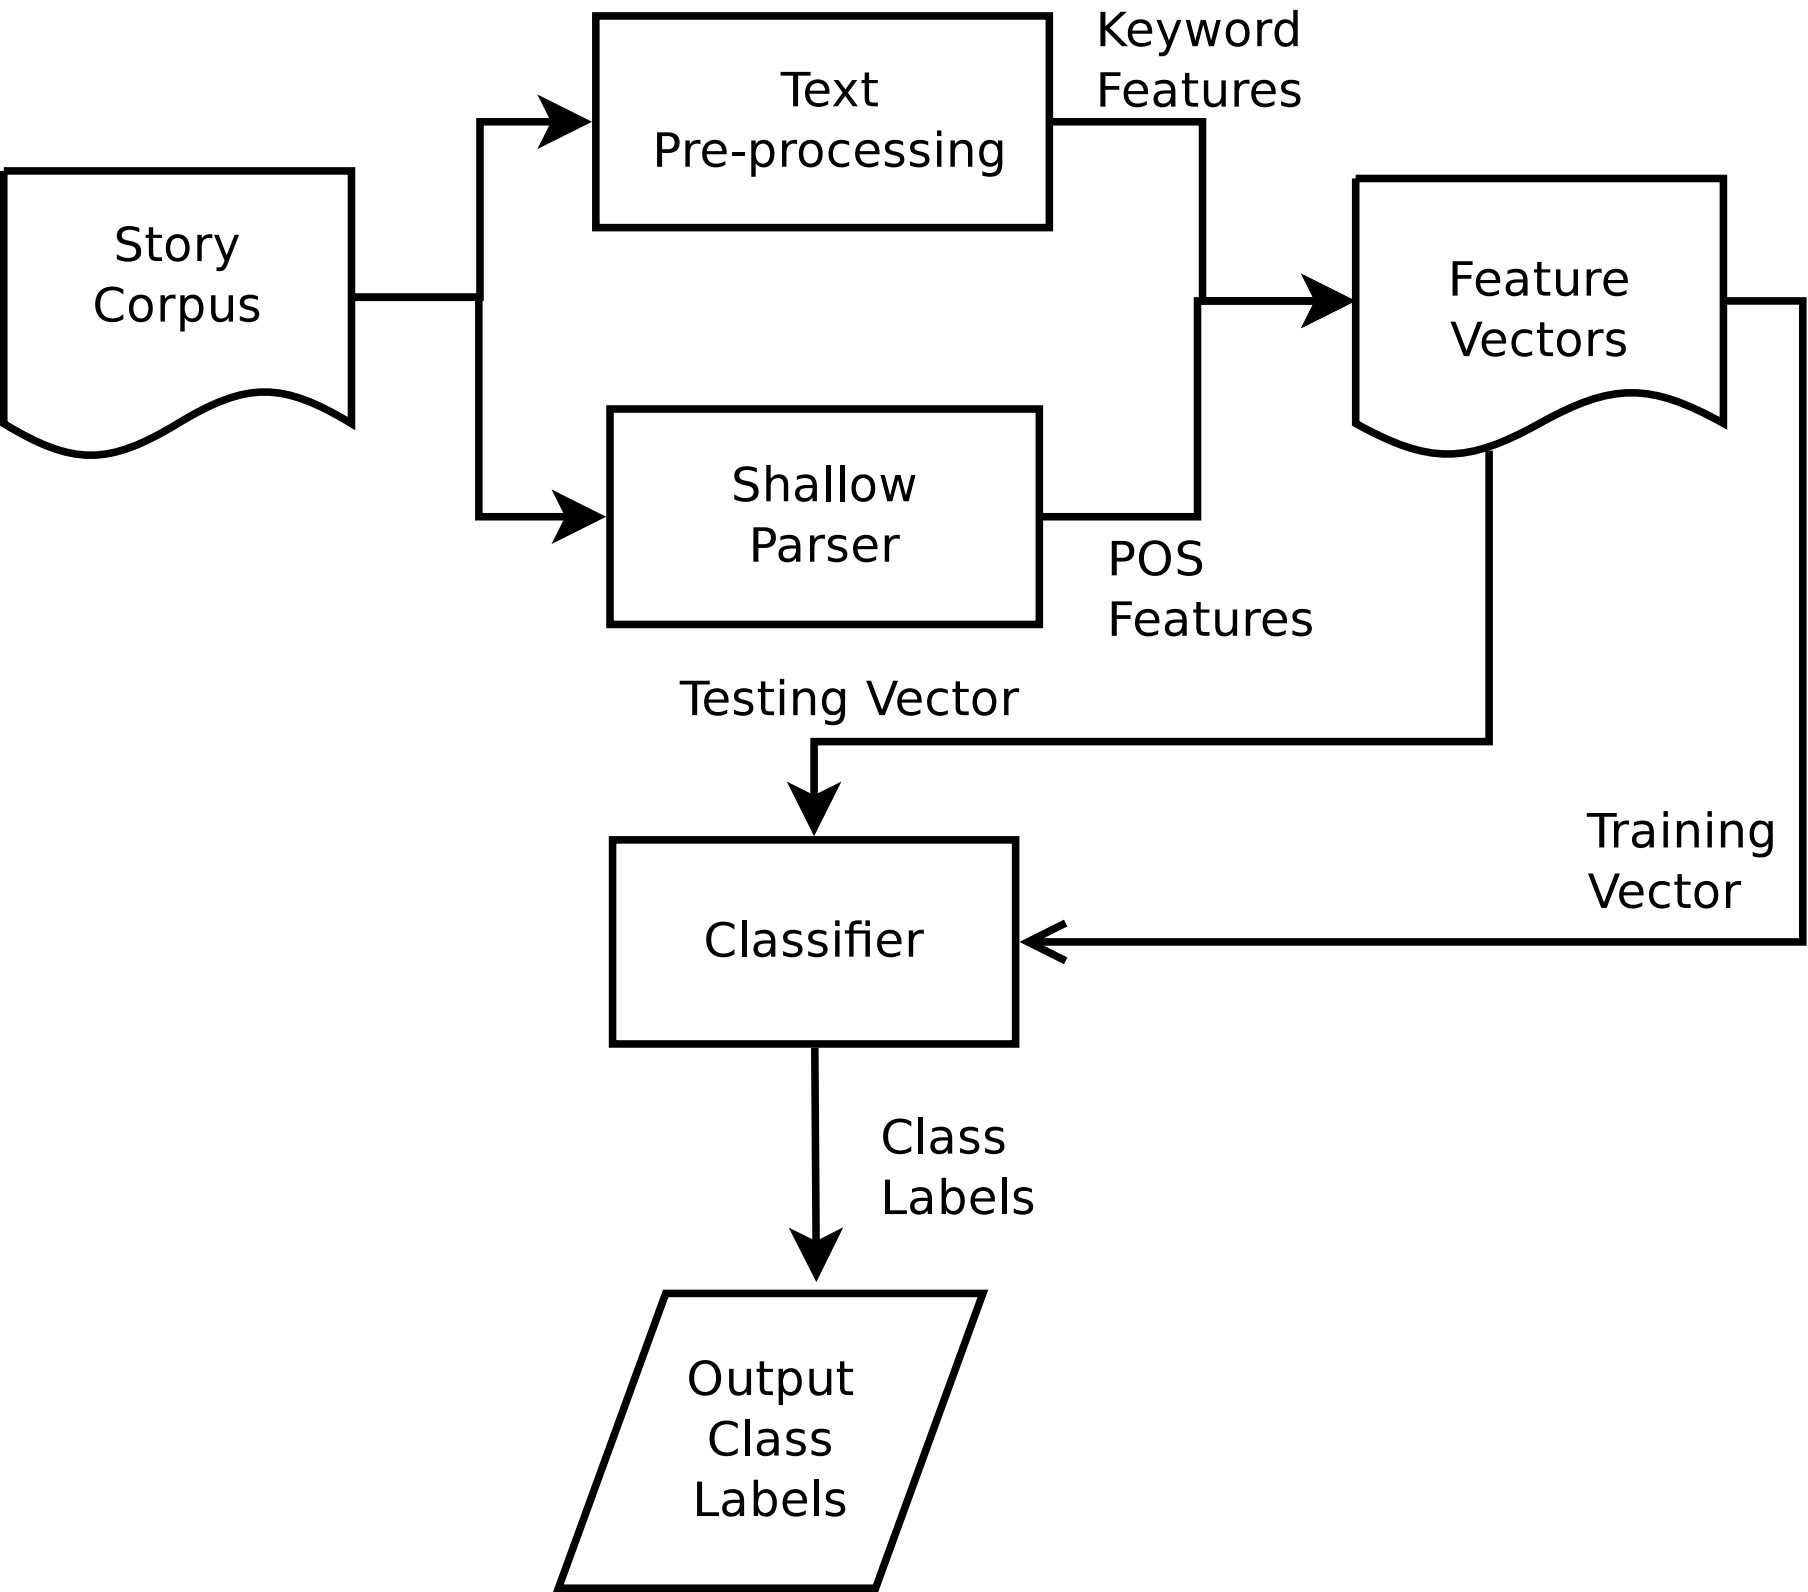 Keyword
Features
Text
Pre-processing
Story
Corpus
Feature
Vectors
Shallow
Parser
POS
Features
Testing Vector
Training
Vector
Classifier
Class
Labels
Output
Class
Labels